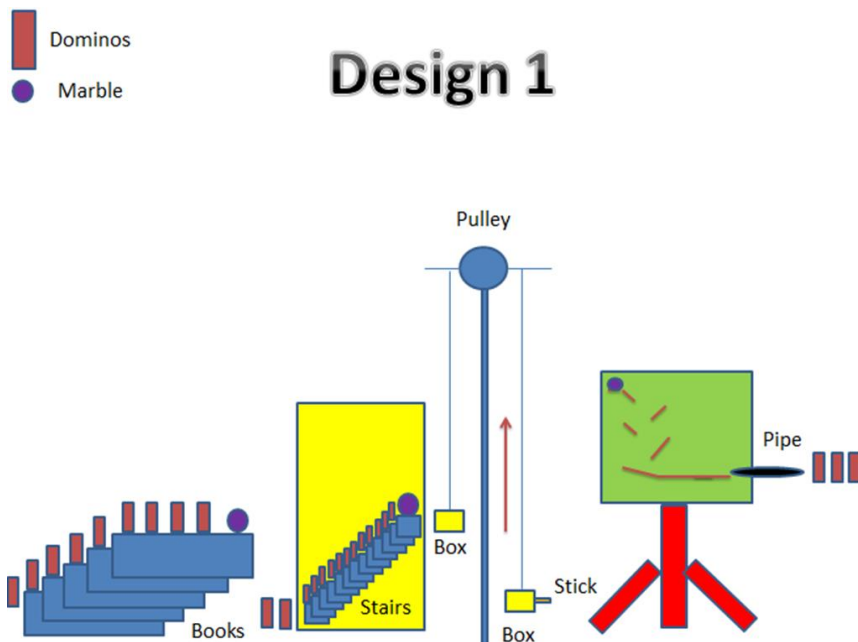 Dominos
Marble
Design 1
Pulley
Pipe
Box
Stick
Stairs
Books
Box